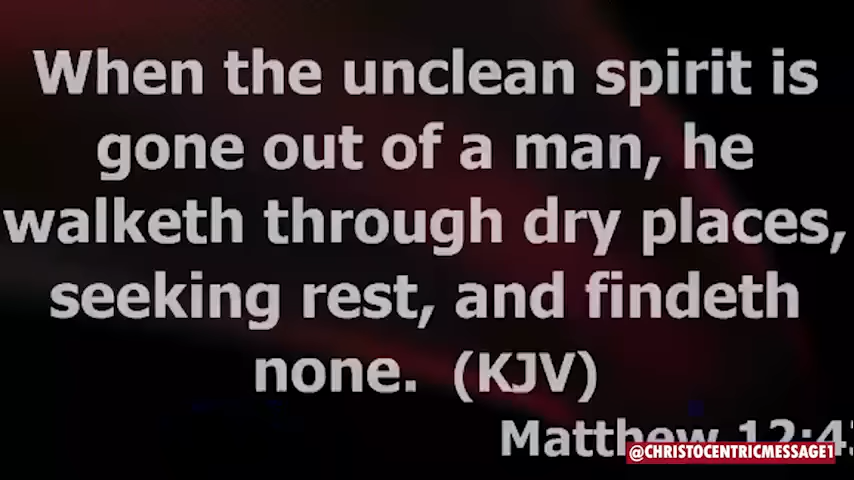 When the unclean spirit is
gone out of a man, he
walketh through dry places,
seeking rest, and findeth
none. (KJV)
Matthew 12:43
@CHRISTOCENTRICMESSAGE1